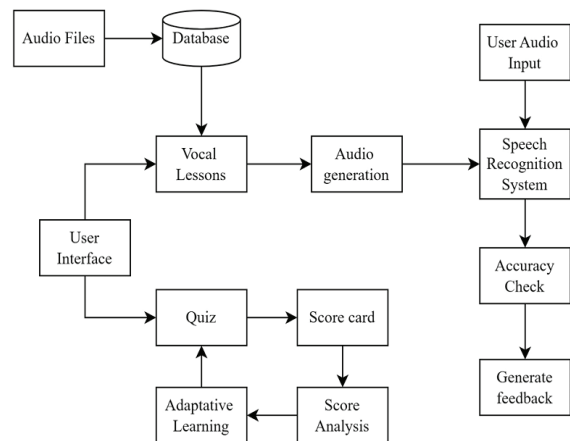 Audio Files
Database
User Audio
Input
Vocal
Lessons
Audio
generation
Speech
Recognition
System
User
Interface
Accuracy
Check
Quiz
Score card
Generate
feedback
Adaptative
Learning
Score
Analysis